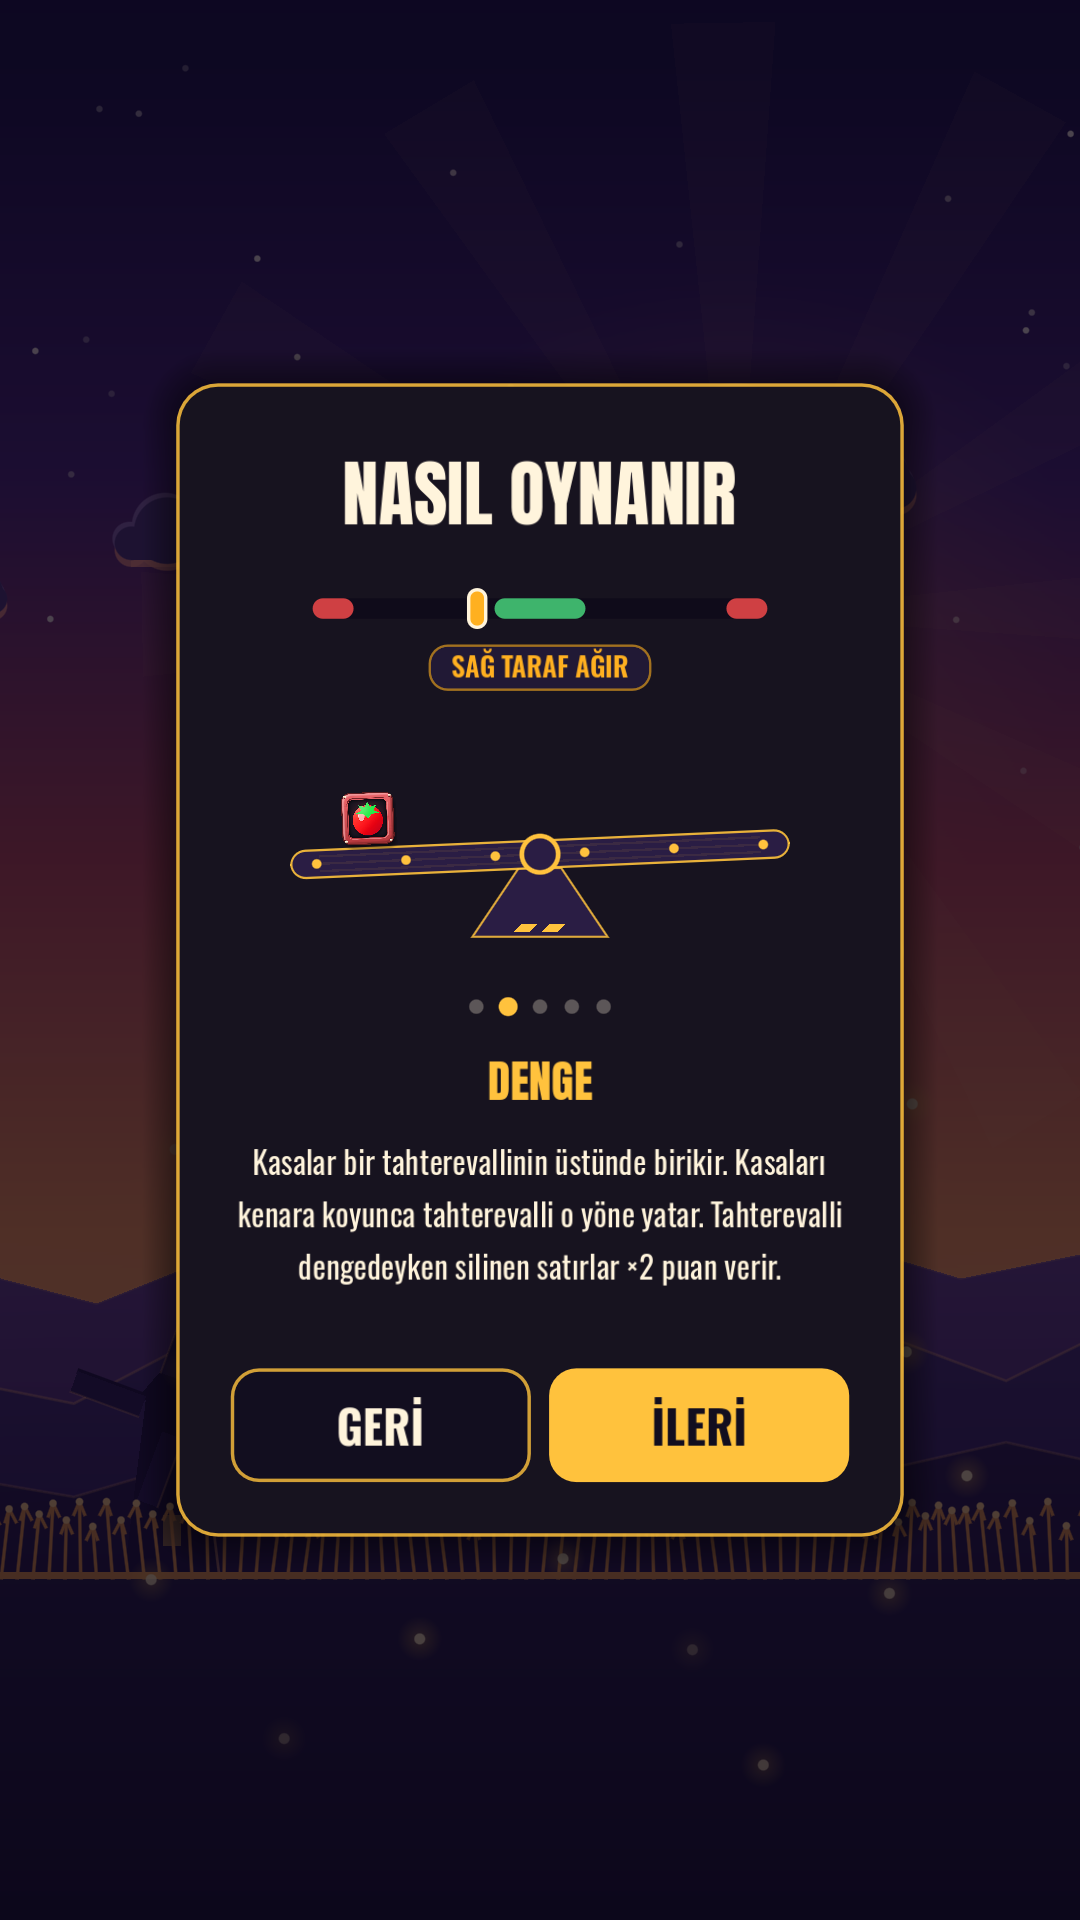 NASIL OYNANIR
SAĞ TARAF AĞIR
DENGE
Kasalar bir tahterevallinin üstünde birikir. Kasaları
kenara koyunca tahterevalli o yöne yatar. Tahterevalli
dengedeyken silinen satırlar ×2 puan verir.
GERİ
İLERİ